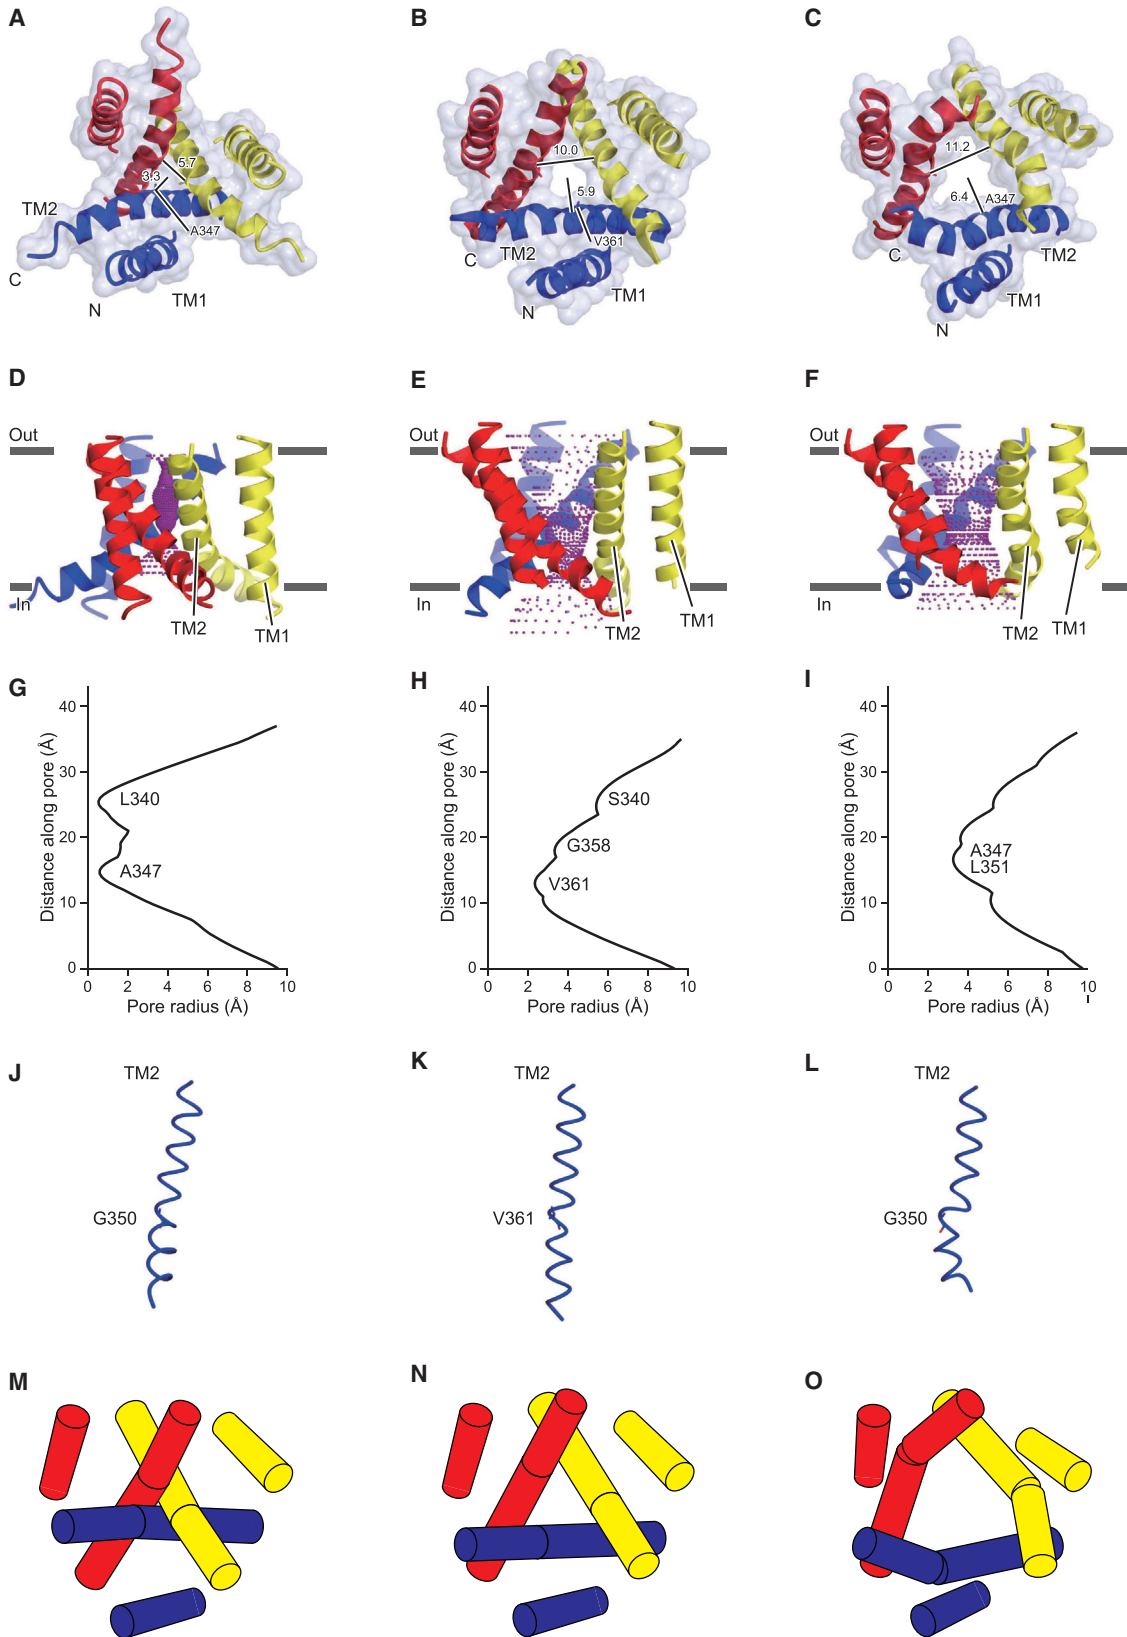 A
B
C
5.7
3.3
A347
TM2
C
N
TM1
10.0
5.9
V361
C
TM2
N
TM1
11.2
6.4
A347
C
TM2
TM1
N
D
E
F
Out
In
TM2
TM1
Out
In
TM2
TM1
Out
In
TM2
TM1
G
H
I
Distance along pore (Å)
40
30
20
10
0
L340
A347
0 2 4 6 8 10
Pore radius (Å)
Distance along pore (Å)
40
30
20
10
0
S340
G358
V361
0 2 4 6 8 10
Pore radius (Å)
Distance along pore (Å)
40
30
20
10
0
A347
L351
0 2 4 6 8 10
Pore radius (Å)
J
K
L
TM2
G350
TM2
V361
TM2
G350
M
N
O